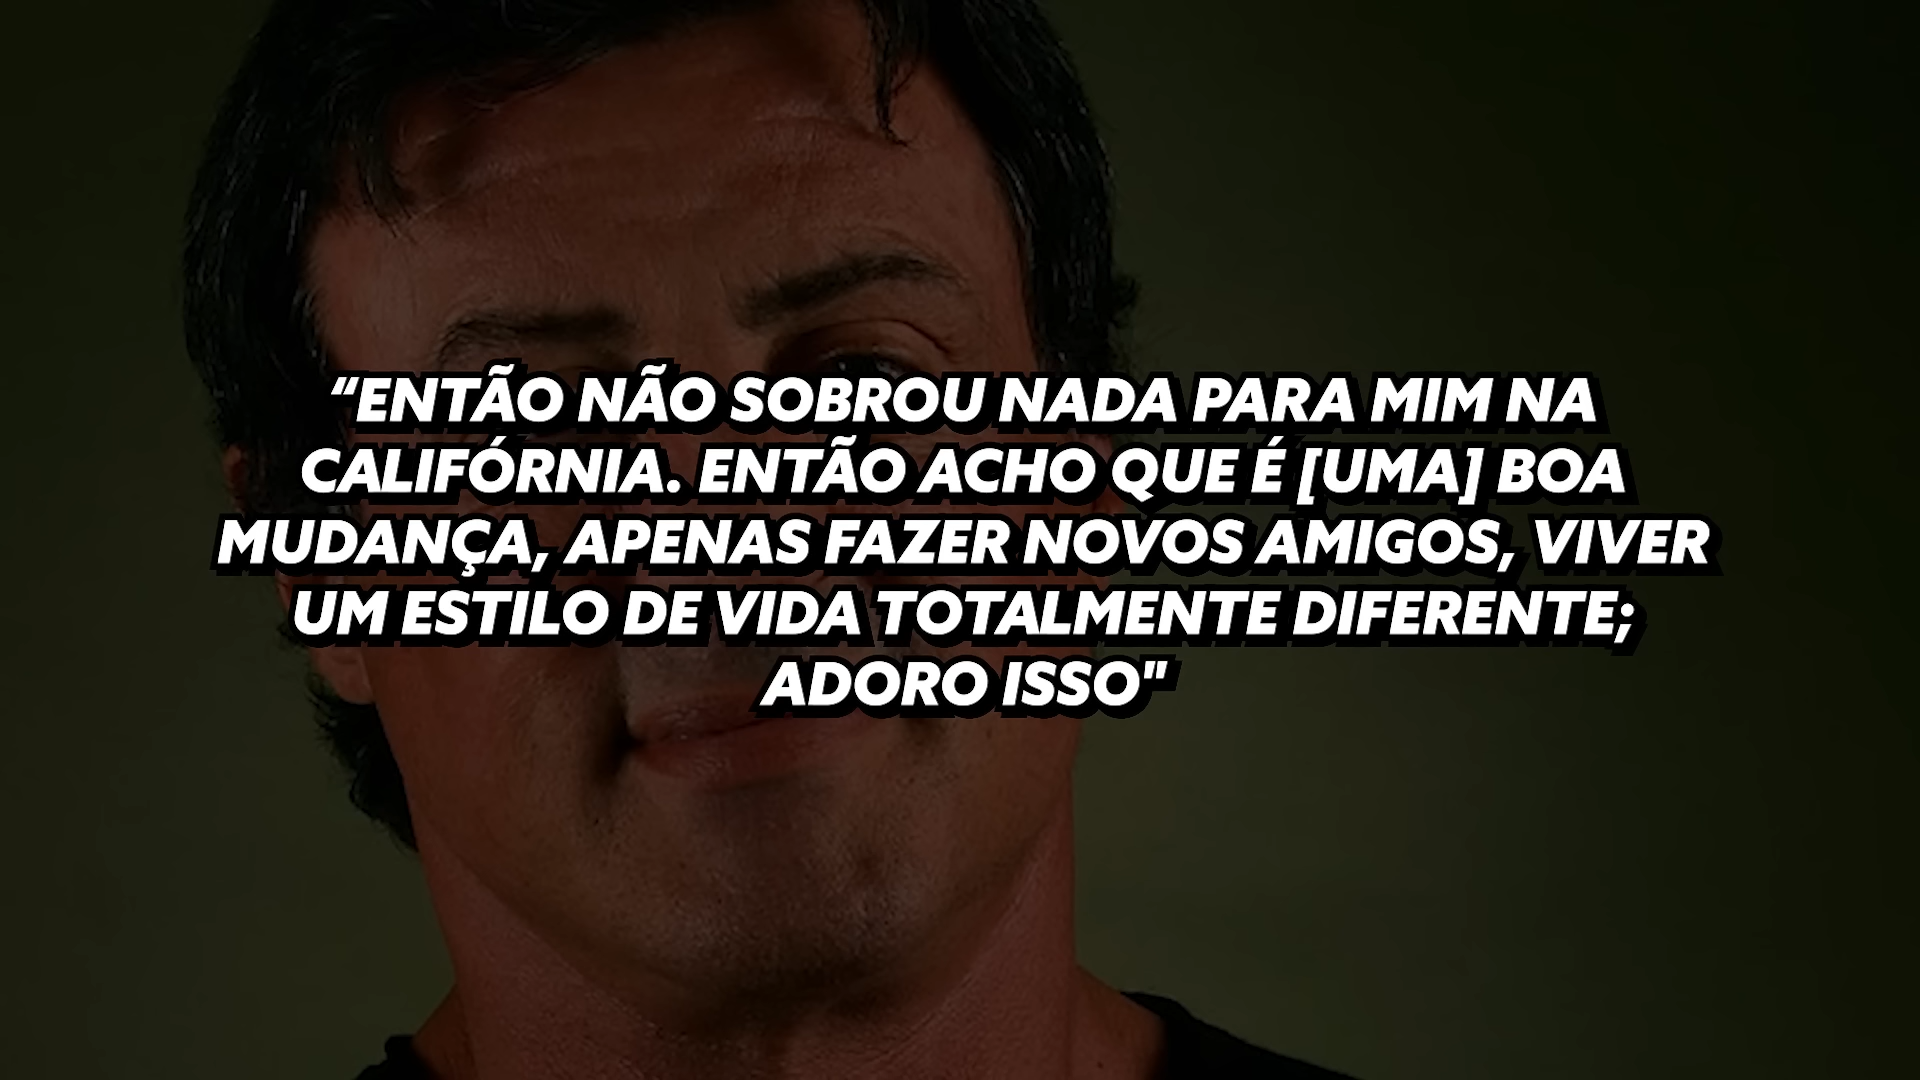 “ENTÃO NÃO SOBROU NADA PARA MIM NA
CALIFÓRNIA. ENTÃO ACHO QUE É [UMA] BOA
MUDANÇA, APENAS FAZER NOVOS AMIGOS, VIVER
UM ESTILO DE VIDA TOTALMENTE DIFERENTE;
ADORO ISSO"